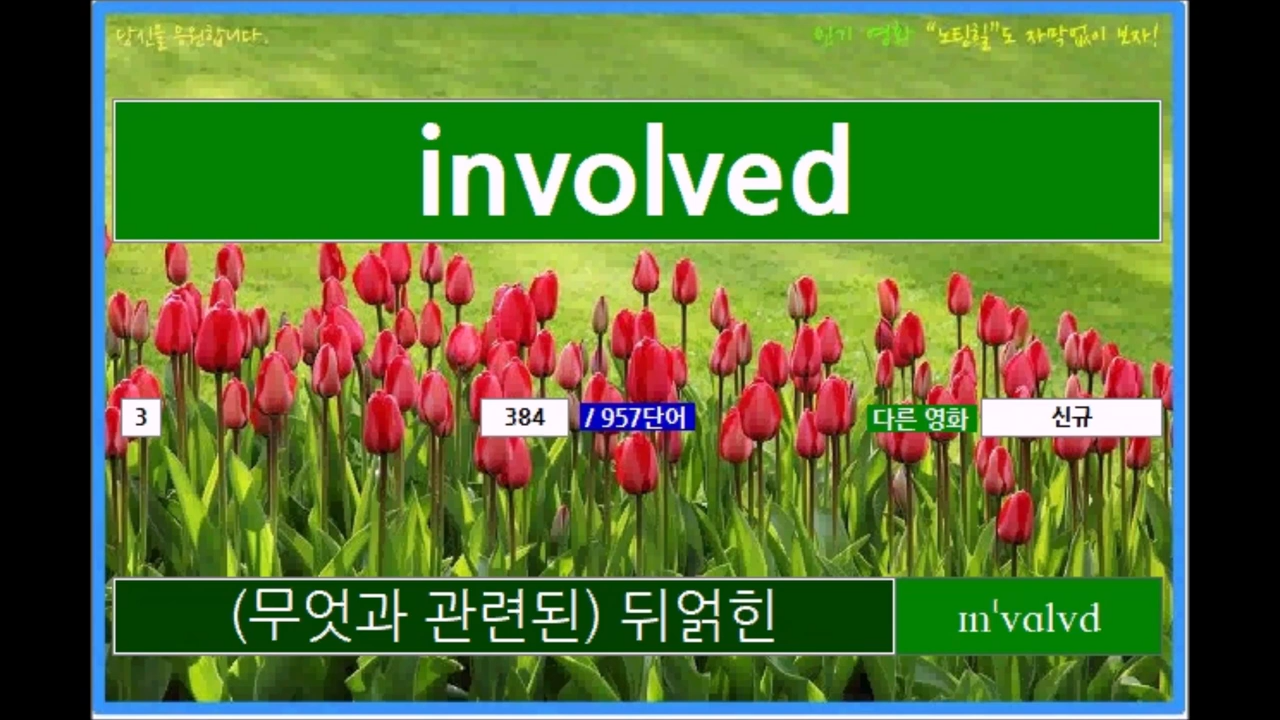 당신을 응원합니다.
인기 영화 "노팅힐"도 자막없이 보자!
involved
3
384 / 957단어
다른 영화 신규
(무엇과 관련된) 뒤얽힌
ɪnˈvɑlvd